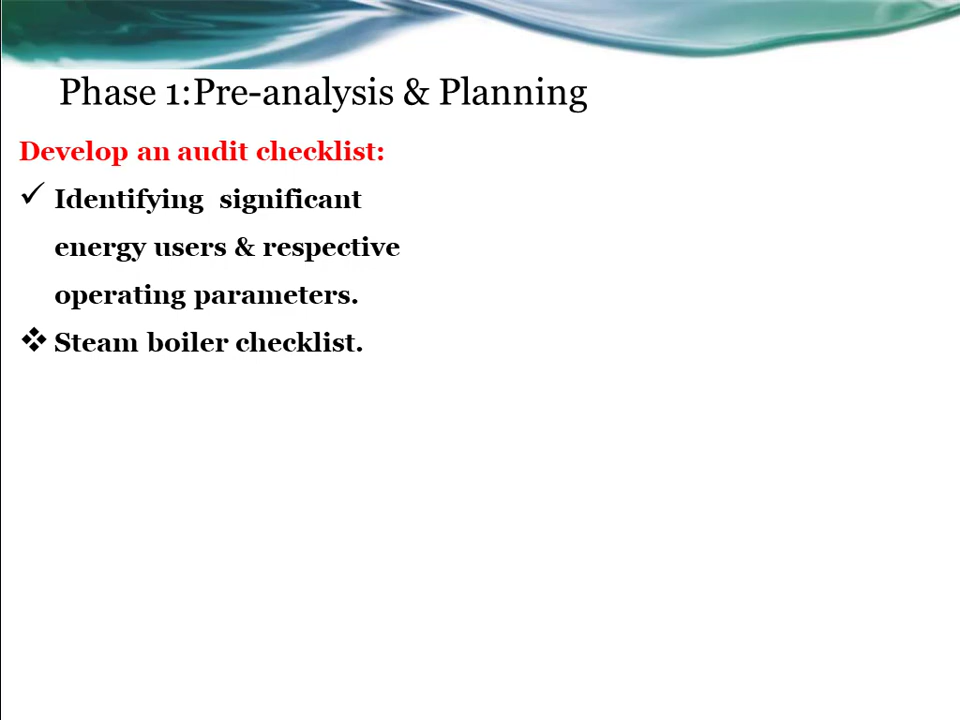 Phase 1:Pre-analysis & Planning
Develop an audit checklist:
✓ Identifying significant
energy users & respective
operating parameters.
❖ Steam boiler checklist.